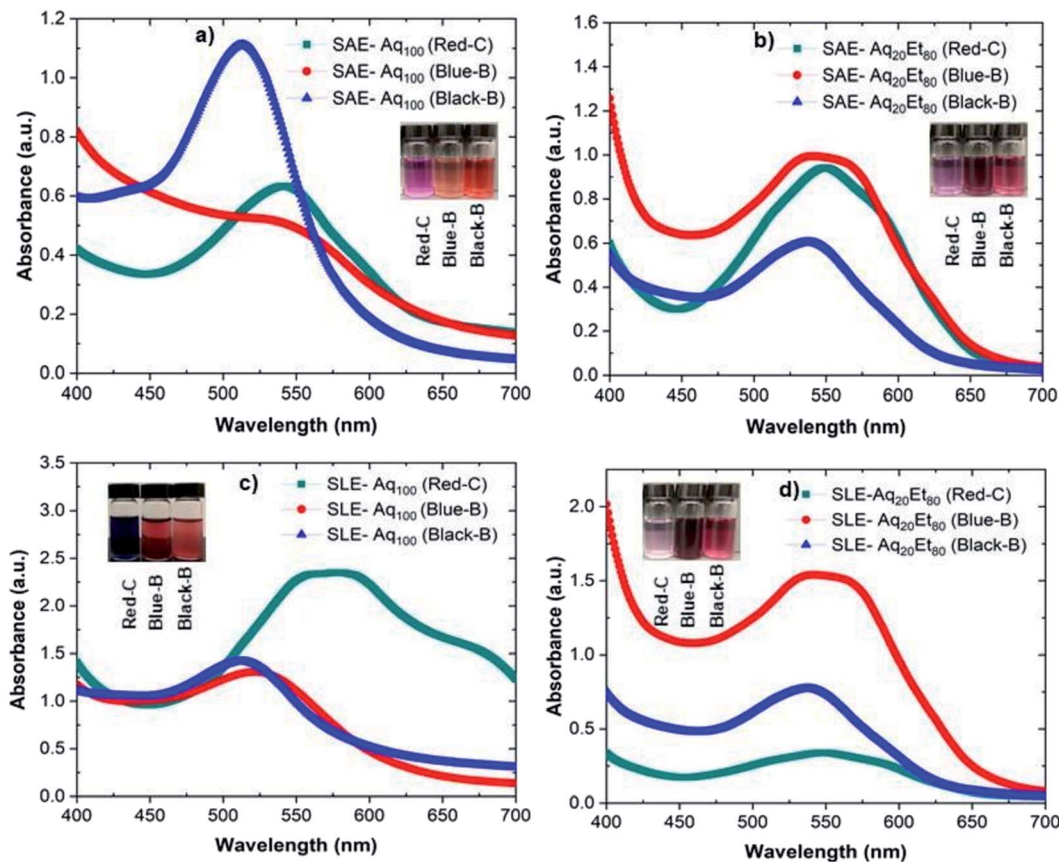 a)
SAE- Aq₁₀₀ (Red-C)
SAE- Aq₁₀₀ (Blue-B)
SAE- Aq₁₀₀ (Black-B)
Red-C
Blue-B
Black-B
Absorbance (a.u.)
1.2
1.0
0.8
0.6
0.4
0.2
0.0
400 450 500 550 600 650 700
Wavelength (nm)
b)
SAE- Aq₂₀Et₈₀ (Red-C)
SAE- Aq₂₀Et₈₀ (Blue-B)
SAE- Aq₂₀Et₈₀ (Black-B)
Red-C
Blue-B
Black-B
Absorbance (a.u.)
1.6
1.4
1.2
1.0
0.8
0.6
0.4
0.2
0.0
400 450 500 550 600 650 700
Wavelength (nm)
c)
SLE- Aq₁₀₀ (Red-C)
SLE- Aq₁₀₀ (Blue-B)
SLE- Aq₁₀₀ (Black-B)
Red-C
Blue-B
Black-B
Absorbance (a.u.)
3.5
3.0
2.5
2.0
1.5
1.0
0.5
0.0
400 450 500 550 600 650 700
Wavelength (nm)
d)
SLE-Aq₂₀Et₈₀ (Red-C)
SLE- Aq₂₀Et₈₀ (Blue-B)
SLE- Aq₂₀Et₈₀ (Black-B)
Red-C
Blue-B
Black-B
Absorbance (a.u.)
2.0
1.5
1.0
0.5
0.0
400 450 500 550 600 650 700
Wavelength (nm)